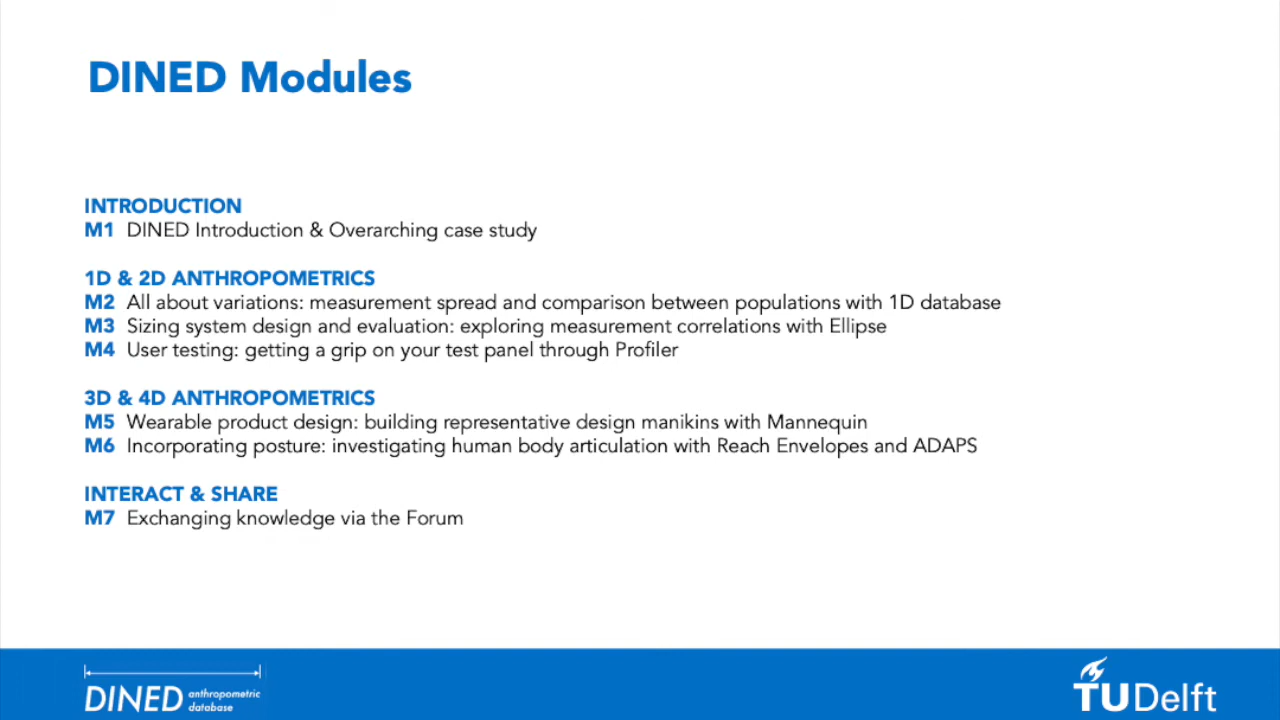 DINED Modules
INTRODUCTION
M1 DINED Introduction & Overarching case study
1D & 2D ANTHROPOMETRICS
M2 All about variations: measurement spread and comparison between populations with 1D database
M3 Sizing system design and evaluation: exploring measurement correlations with Ellipse
M4 User testing: getting a grip on your test panel through Profiler
3D & 4D ANTHROPOMETRICS
M5 Wearable product design: building representative design manikins with Mannequin
M6 Incorporating posture: investigating human body articulation with Reach Envelopes and ADAPS
INTERACT & SHARE
M7 Exchanging knowledge via the Forum
DINED anthropometric
database
TUDelft